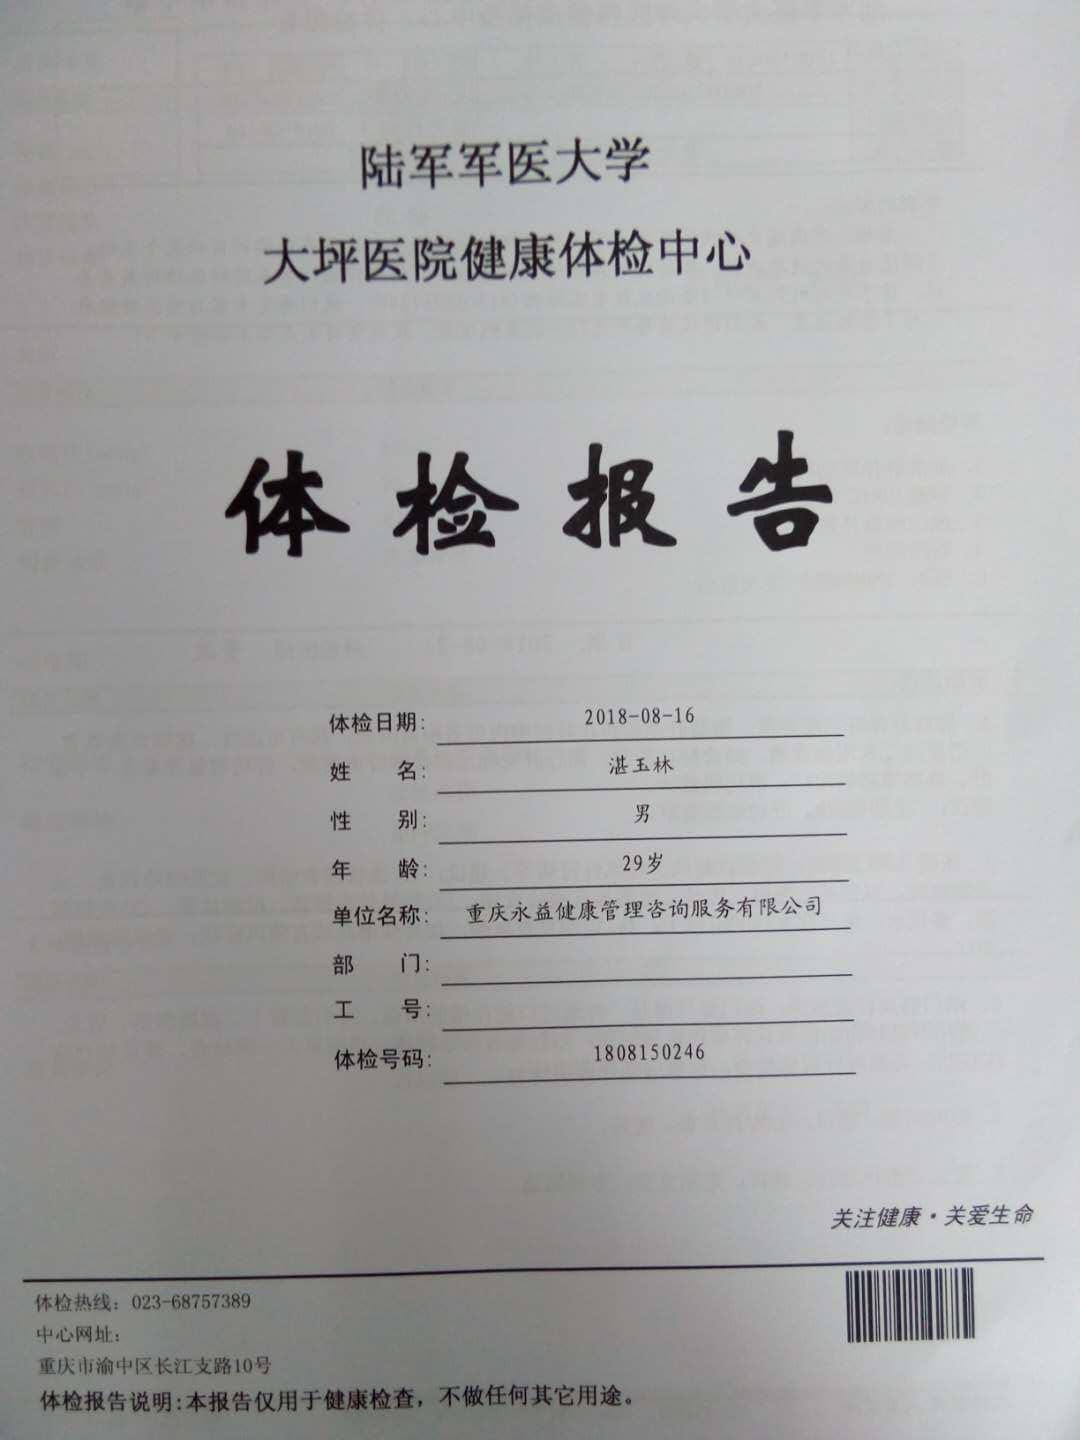 陆军军医大学
大坪医院健康体检中心
体检报告
体检日期: 2018-08-16
姓 名: 湛玉林
性 别: 男
年 龄: 29岁
单位名称: 重庆永益健康管理咨询服务有限公司
部 门:
工 号:
体检号码: 1808150246
关注健康·关爱生命
体检热线: 023-68757389
中心网址:
重庆市渝中区长江支路10号
体检报告说明:本报告仅用于健康检查，不做任何其它用途。